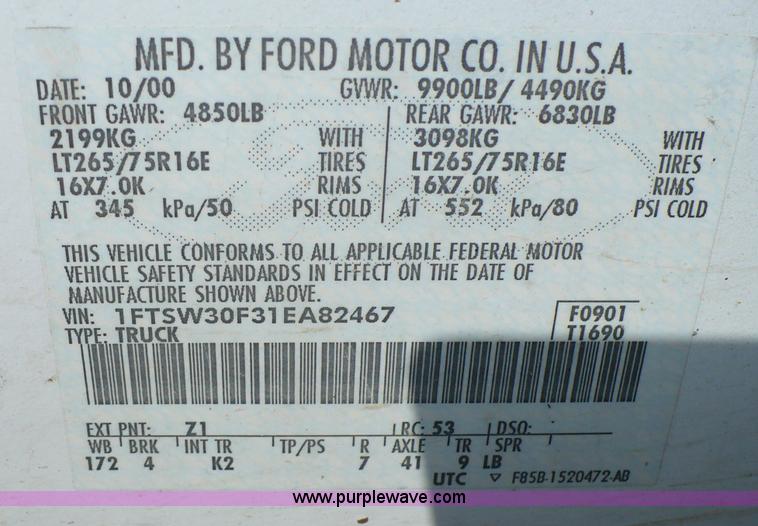 MFD. BY FORD MOTOR CO. IN U.S.A.
DATE: 10/00 GVWR: 9900LB/ 4490KG
FRONT GAWR: 4850LB REAR GAWR: 6830LB
2199KG WITH 3098KG WITH
LT265/75R16E TIRES LT265/75R16E TIRES
16X7.0K RIMS 16X7.0K RIMS
AT 345 kPa/50 PSI COLD AT 552 kPa/80 PSI COLD
THIS VEHICLE CONFORMS TO ALL APPLICABLE FEDERAL MOTOR
VEHICLE SAFETY STANDARDS IN EFFECT ON THE DATE OF
MANUFACTURE SHOWN ABOVE.
VIN: 1FTSW30F31EA82467 F0901
TYPE: TRUCK T1690
EXT PNT: Z1 RC: 53 DSO:
WB BRK INT TR TP/PS R AXLE TR SPR
172 4 K2 7 41 9 LB
UTC ▽ F85B-1520472-AB
www.purplewave.com